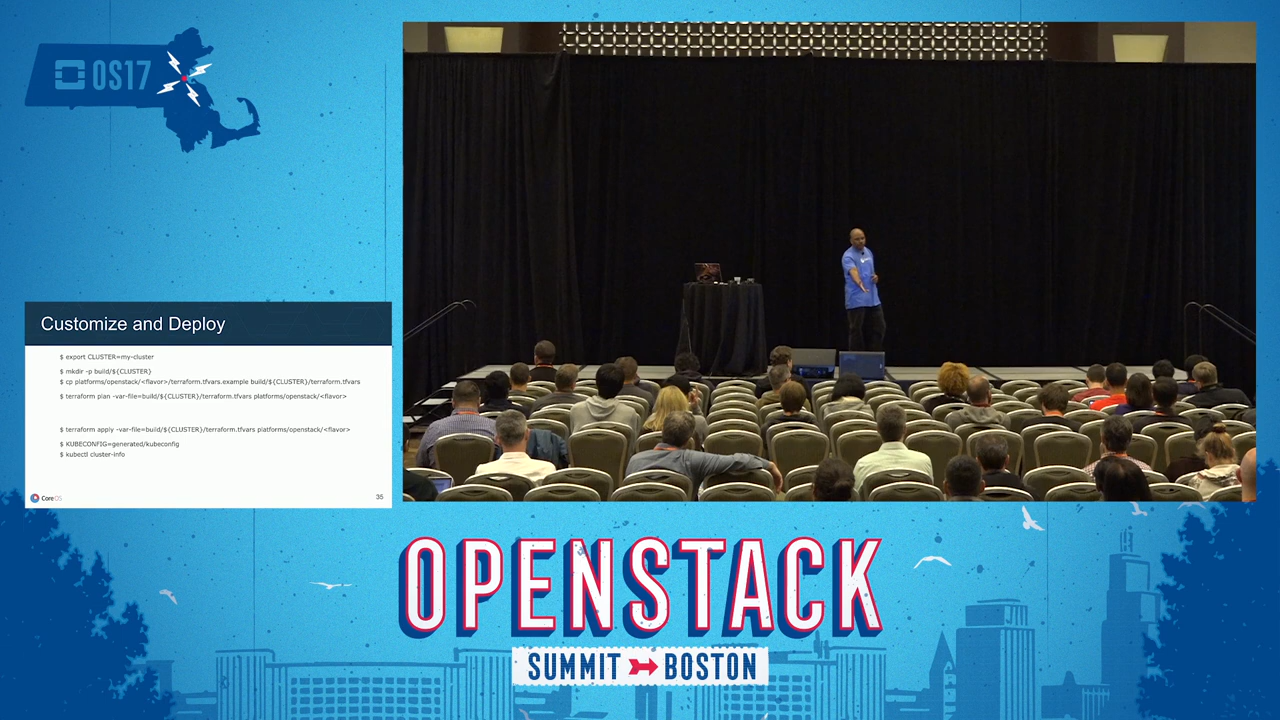 OS17
Customize and Deploy
$ export CLUSTER=my-cluster
$ mkdir -p build/${CLUSTER}
$ cp platforms/openstack/<flavor>/terraform.tfvars.example build/${CLUSTER}/terraform.tfvars
$ terraform plan -var-file=build/${CLUSTER}/terraform.tfvars platforms/openstack/<flavor>
$ terraform apply -var-file=build/${CLUSTER}/terraform.tfvars platforms/openstack/<flavor>
$ KUBECONFIG=generated/kubeconfig
$ kubectl cluster-info
CoreOS
35
OPENSTACK
SUMMIT BOSTON